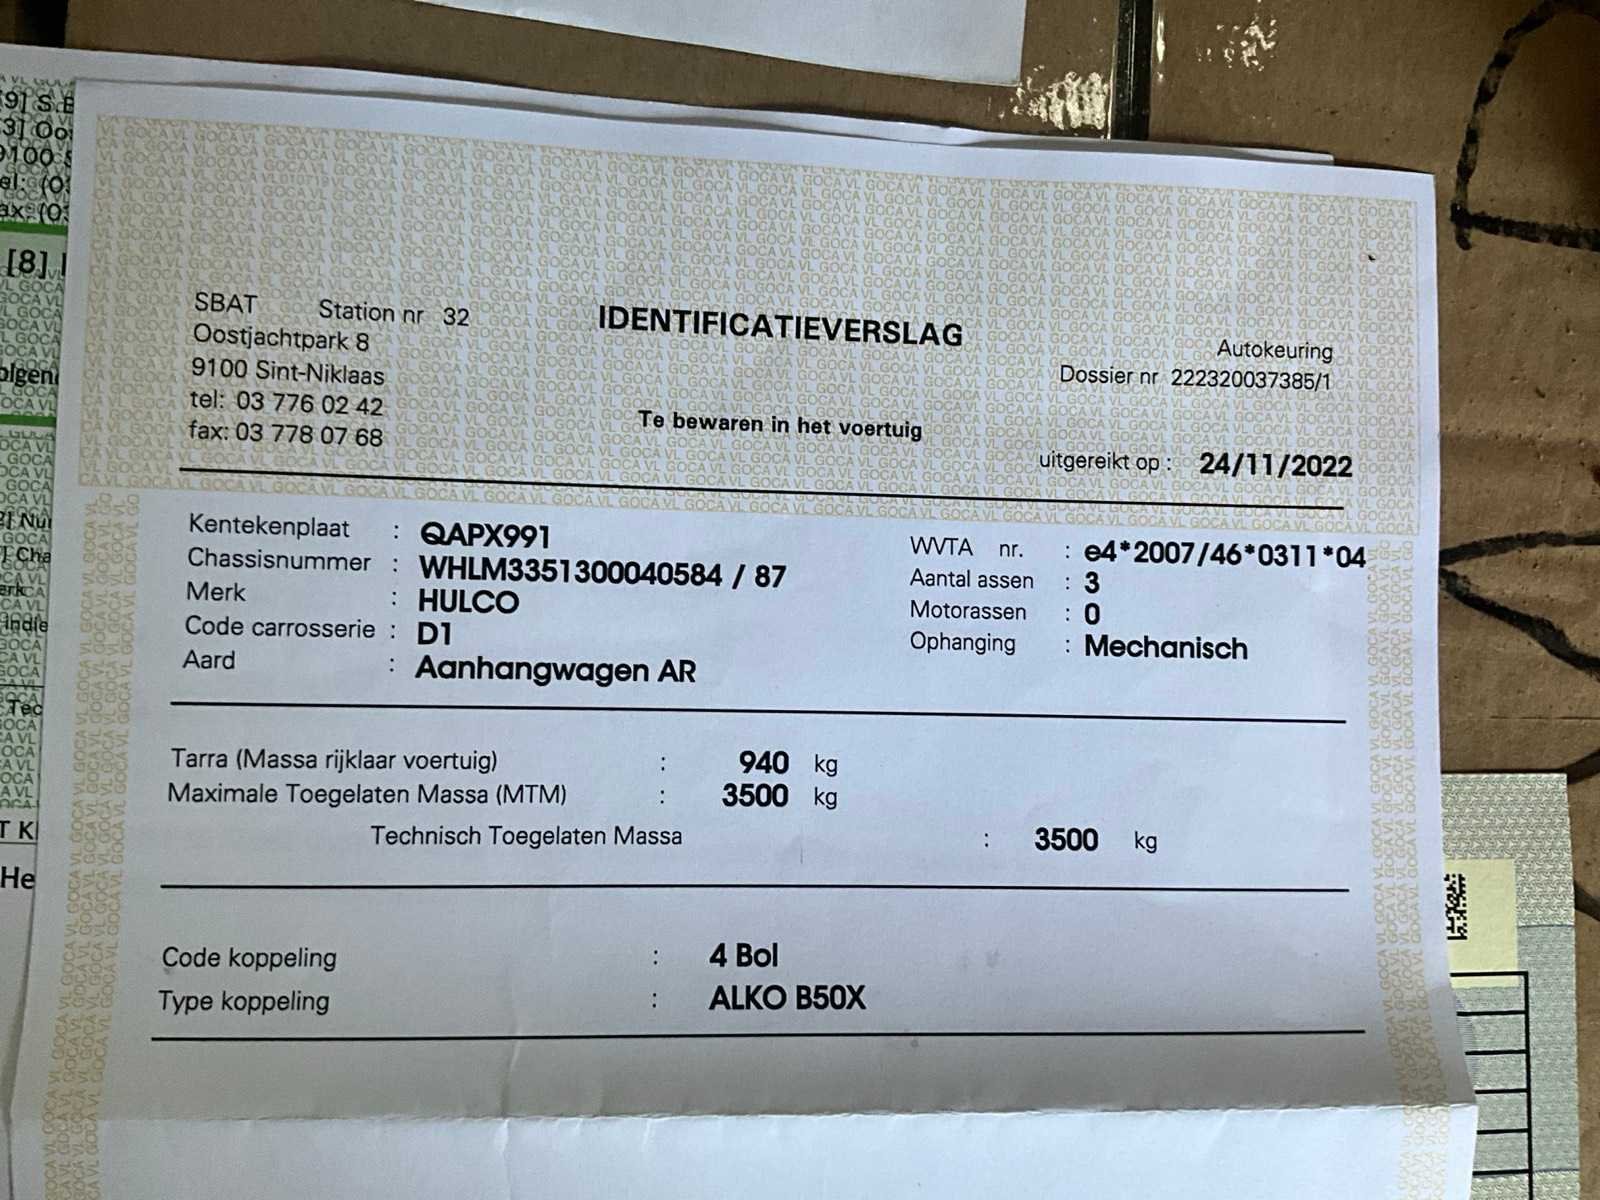 SBAT Station nr 32
Oostjachtpark 8
9100 Sint-Niklaas
tel: 03 776 02 42
fax: 03 778 07 68
IDENTIFICATIEVERSLAG
Te bewaren in het voertuig
Autokeuring
Dossier nr 222320037385/1
uitgereikt op : 24/11/2022
Kentekenplaat : QAPX991
Chassisnummer : WHLM3351300040584 / 87
Merk : HULCO
Code carrosserie : D1
Aard : Aanhangwagen AR
WVTA nr. : e4*2007/46*0311*04
Aantal assen : 3
Motorassen : 0
Ophanging : Mechanisch
Tarra (Massa rijklaar voertuig) : 940 kg
Maximale Toegelaten Massa (MTM) : 3500 kg
Technisch Toegelaten Massa : 3500 kg
Code koppeling : 4 Bol
Type koppeling : ALKO B50X
[8]
9100
He